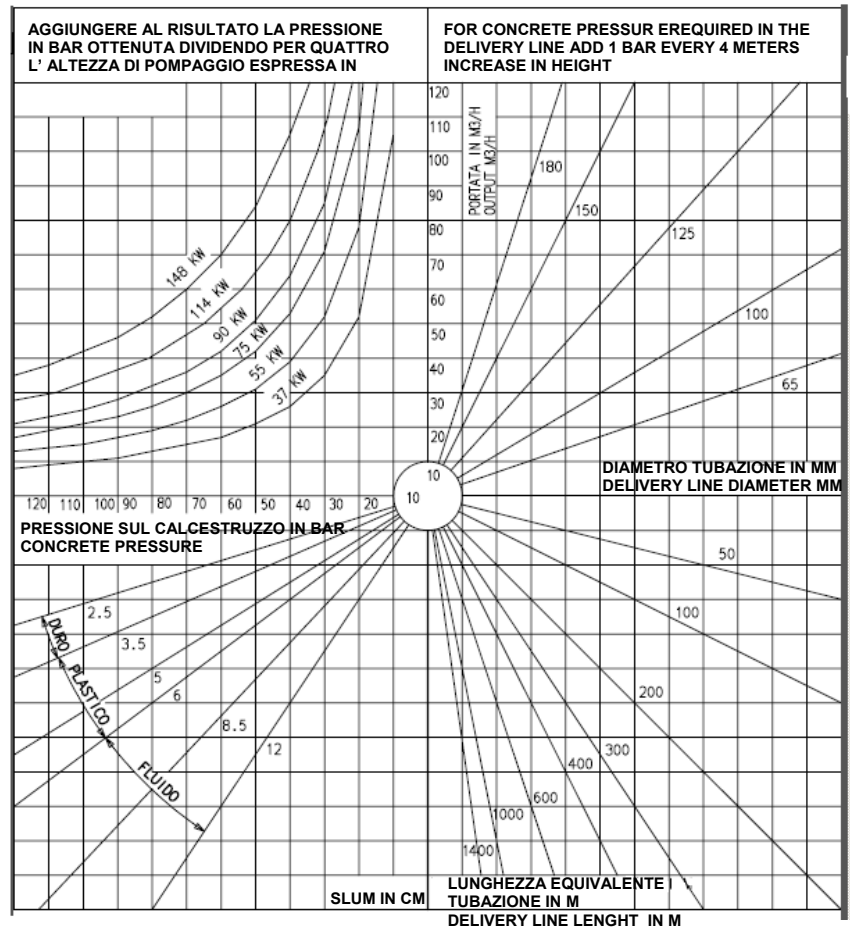 AGGIUNGERE AL RISULTATO LA PRESSIONE
IN BAR OTTENUTA DIVIDENDO PER QUATTRO
L' ALTEZZA DI POMPAGGIO ESPRESSA IN
FOR CONCRETE PRESSUR EREQUIRED IN THE
DELIVERY LINE ADD 1 BAR EVERY 4 METERS
INCREASE IN HEIGHT
120
110
100
90
80
70
60
50
40
30
20
10
PORTATA IN M3/H
OUTPUT M3/H
180
150
125
100
65
148 KW
114 KW
90 KW
75 KW
55 KW
37 KW
DIAMETRO TUBAZIONE IN MM
DELIVERY LINE DIAMETER MM
120 110 100 90 80 70 60 50 40 30 20 10
PRESSIONE SUL CALCESTRUZZO IN BAR
CONCRETE PRESSURE
2.5
3.5
5
6
8.5
12
DURO
PLASTICO
FLUIDO
50
100
200
300
400
600
1000
1400
SLUM IN CM
LUNGHEZZA EQUIVALENTE
TUBAZIONE IN M
DELIVERY LINE LENGHT IN M